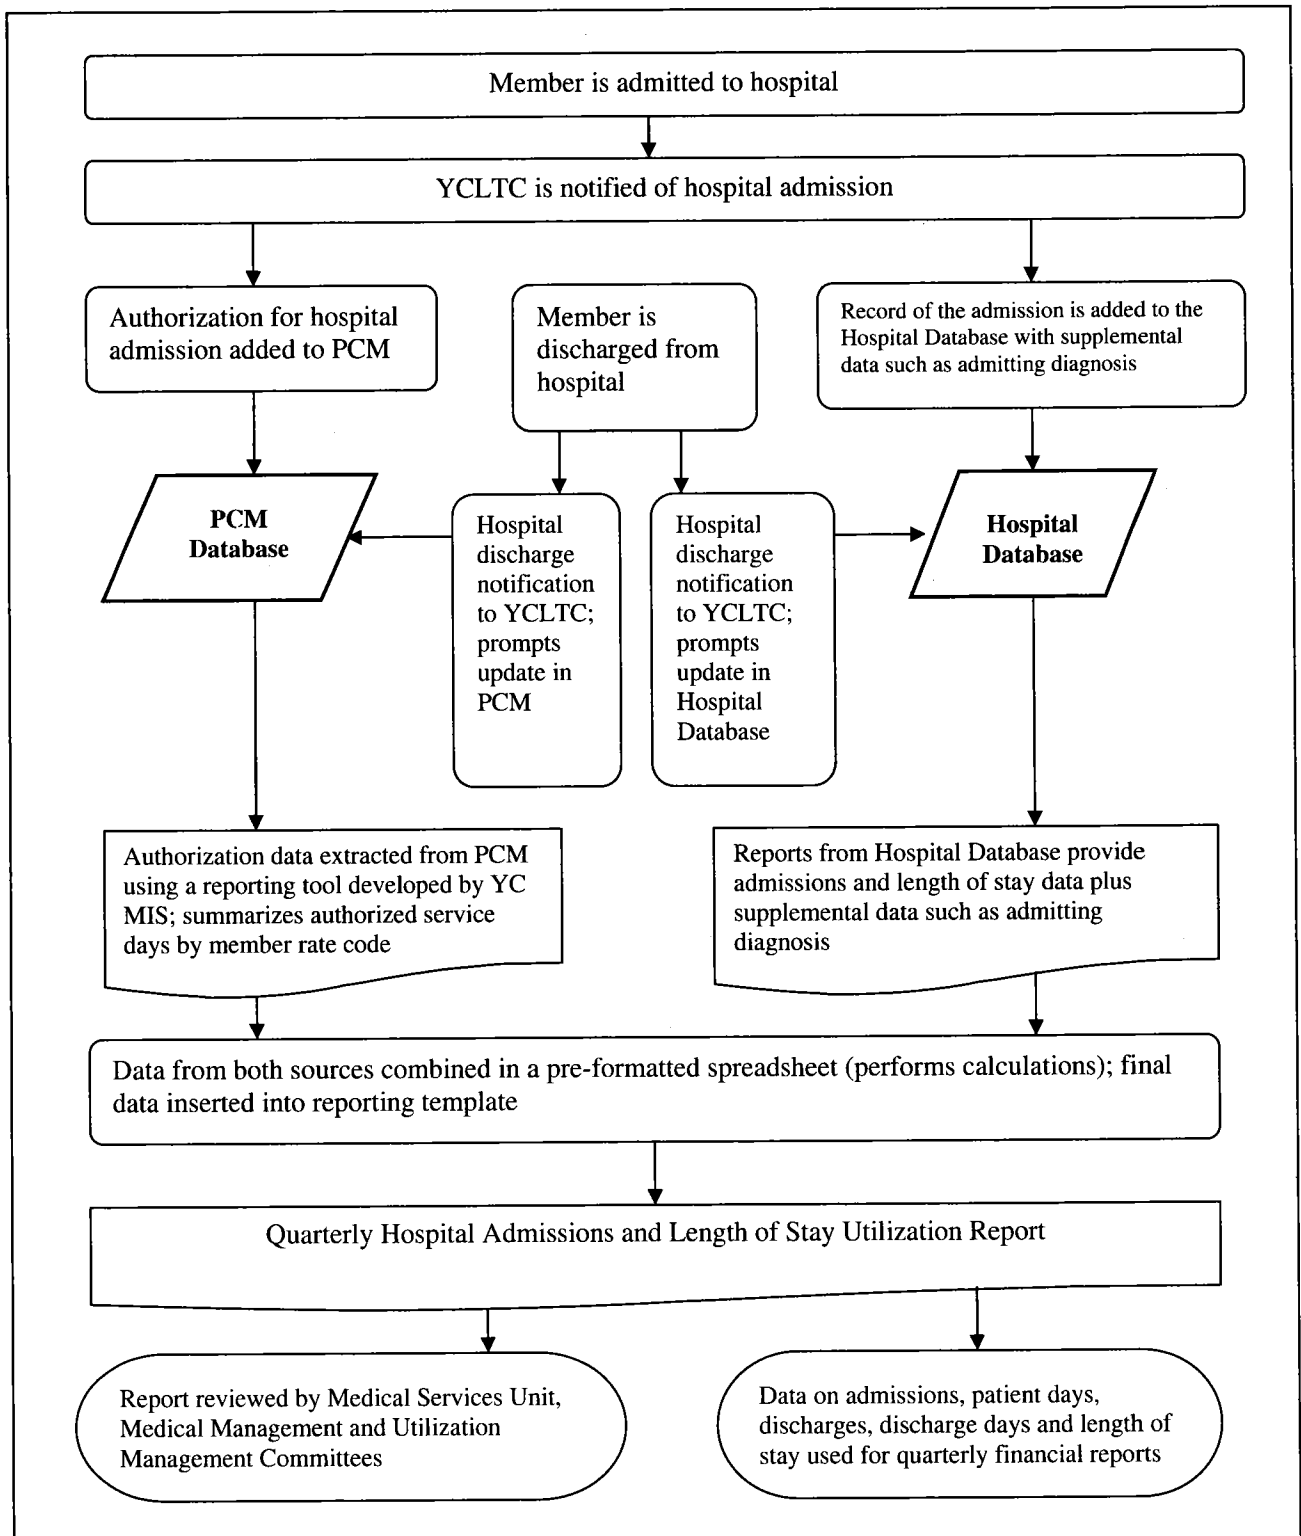 Member is admitted to hospital
YCLTC is notified of hospital admission
Authorization for hospital
admission added to PCM
Member is
discharged from
hospital
Record of the admission is added to the
Hospital Database with supplemental
data such as admitting diagnosis
PCM
Database
Hospital
discharge
notification
to YCLTC;
prompts
update in
PCM
Hospital
discharge
notification
to YCLTC;
prompts
update in
Hospital
Database
Hospital
Database
Authorization data extracted from PCM
using a reporting tool developed by YC
MIS; summarizes authorized service
days by member rate code
Reports from Hospital Database provide
admissions and length of stay data plus
supplemental data such as admitting
diagnosis
Data from both sources combined in a pre-formatted spreadsheet (performs calculations); final
data inserted into reporting template
Quarterly Hospital Admissions and Length of Stay Utilization Report
Report reviewed by Medical Services Unit,
Medical Management and Utilization
Management Committees
Data on admissions, patient days,
discharges, discharge days and length of
stay used for quarterly financial reports